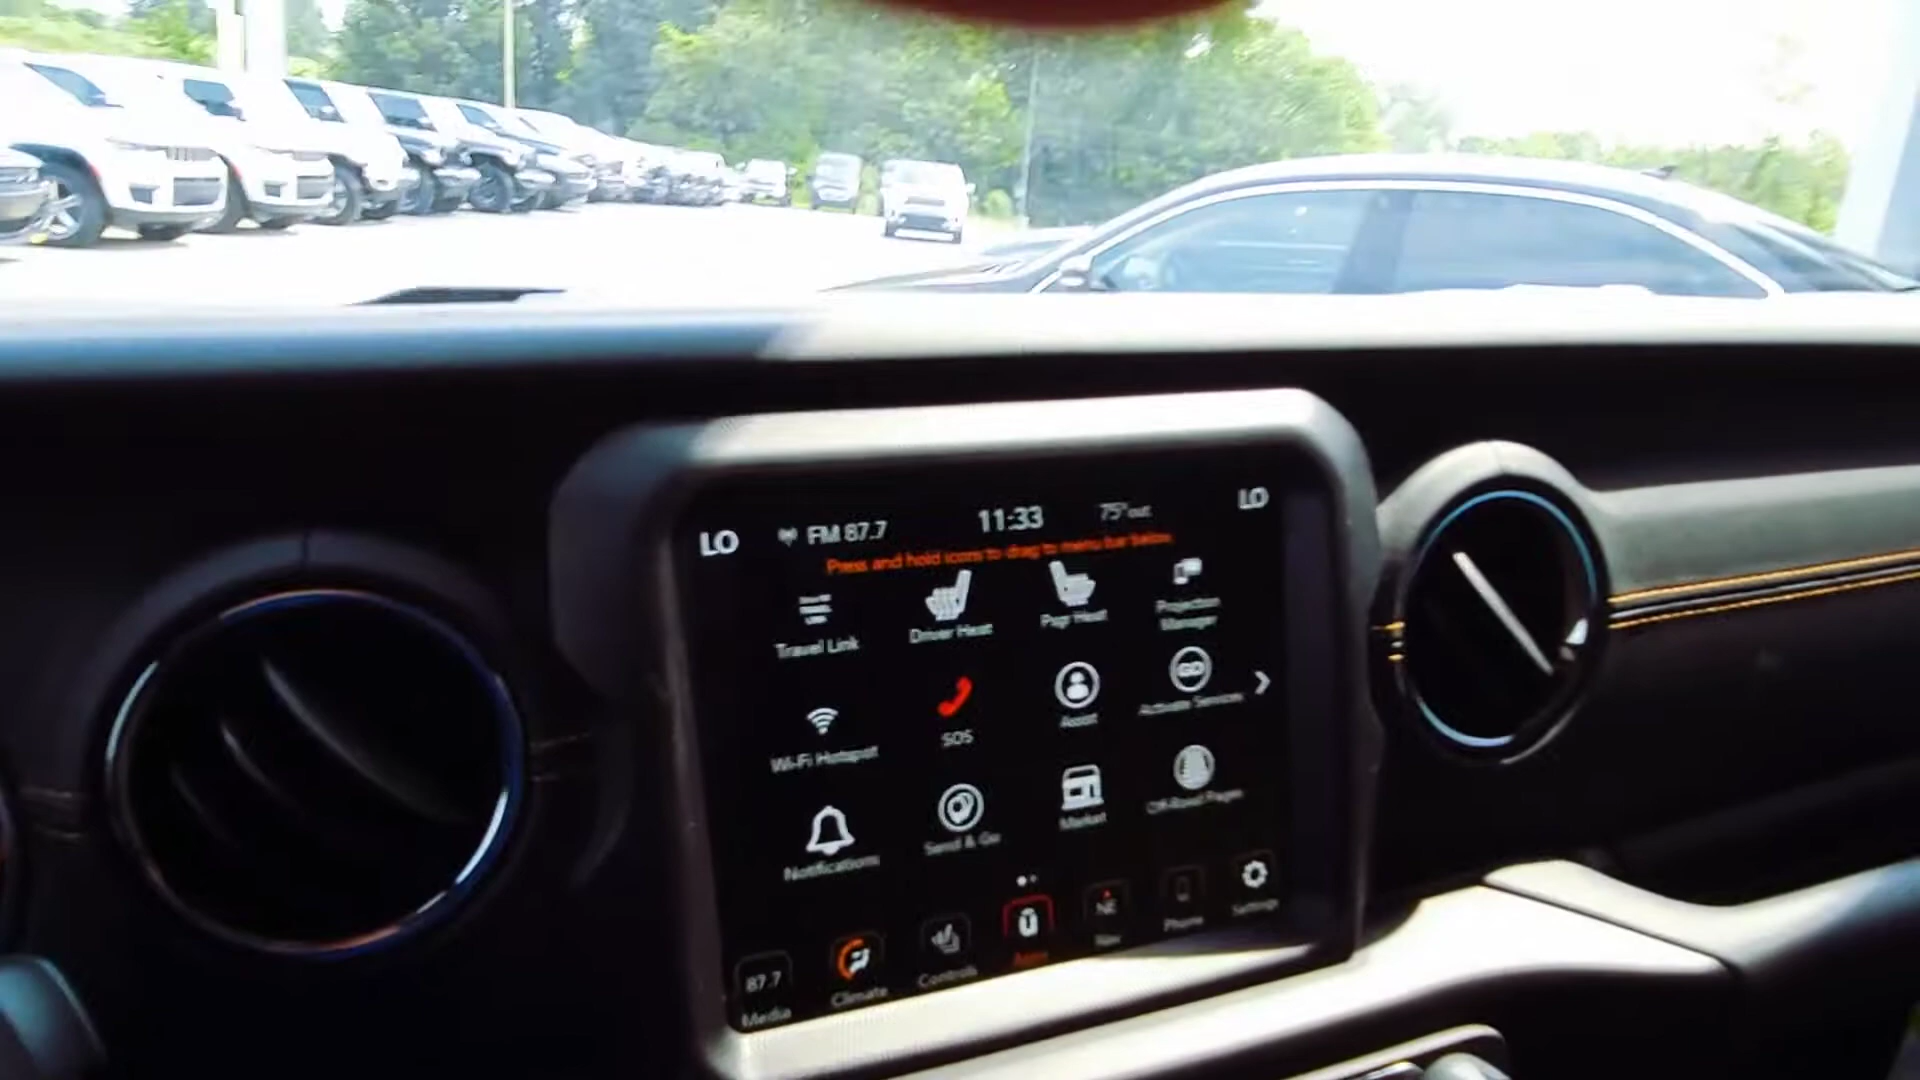 LO FM 87.7 11:33 75°out LO
Press and hold icons to drag to menu bar below
Travel Link Driver Heat Psgr Heat Projection Manager
Wi-Fi Hotspot SOS Assist Activate Services
GO
Notifications Send & Go Market Off-Road Pages
87.7 NE
Media Climate Controls Apps Nav Phone Settings